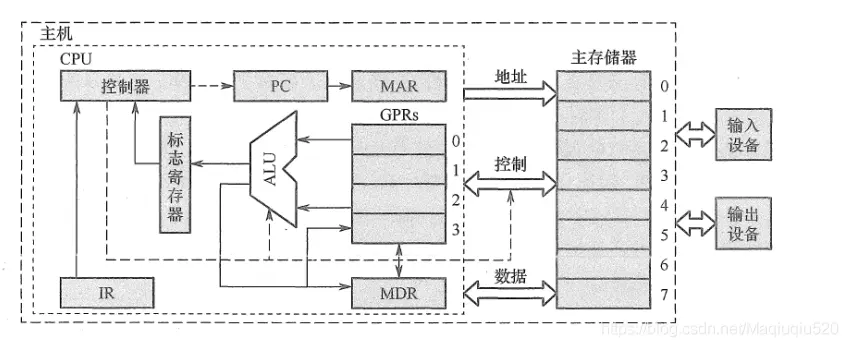 主机
CPU
控制器
PC
MAR
地址
主存储器
GPRs
标志寄存器
ALU
0
1
2
3
控制
0
1
2
3
4
5
6
7
输入
设备
输出
设备
IR
MDR
数据
https://blog.csdn.net/Maqiuqiu520